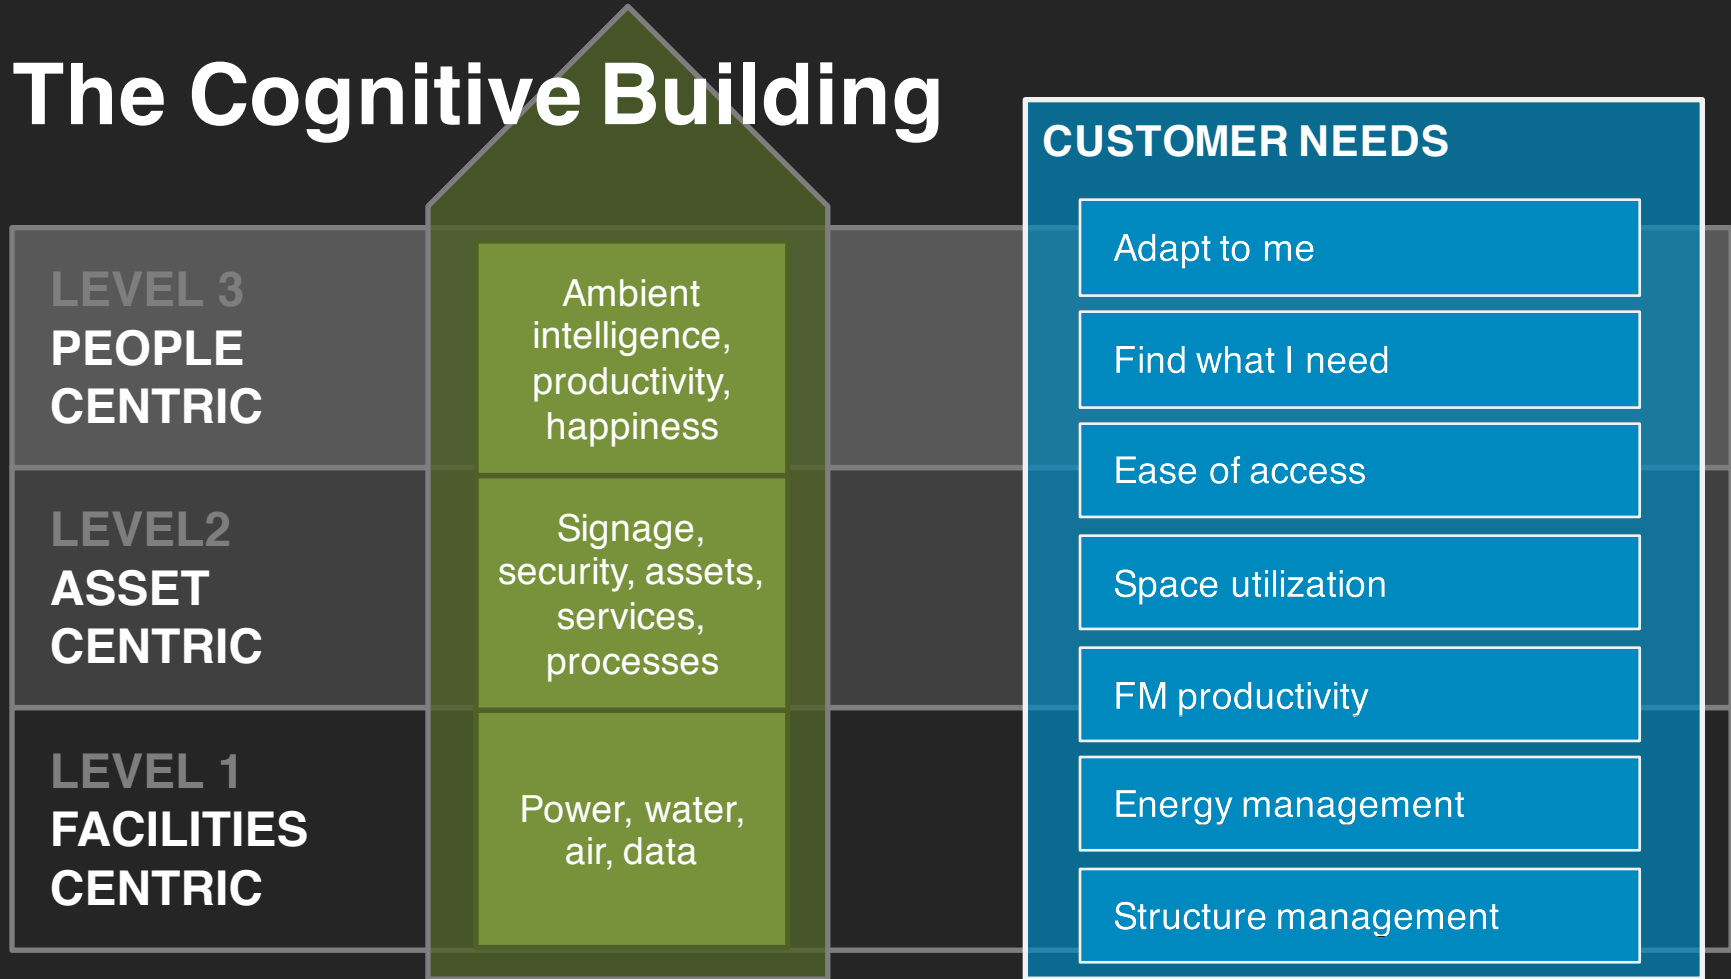 The Cognitive Building
CUSTOMER NEEDS
LEVEL 3
PEOPLE
CENTRIC
Ambient
intelligence,
productivity,
happiness
LEVEL2
ASSET
CENTRIC
Signage,
security, assets,
services,
processes
LEVEL 1
FACILITIES
CENTRIC
Power, water,
air, data
Adapt to me
Find what I need
Ease of access
Space utilization
FM productivity
Energy management
Structure management